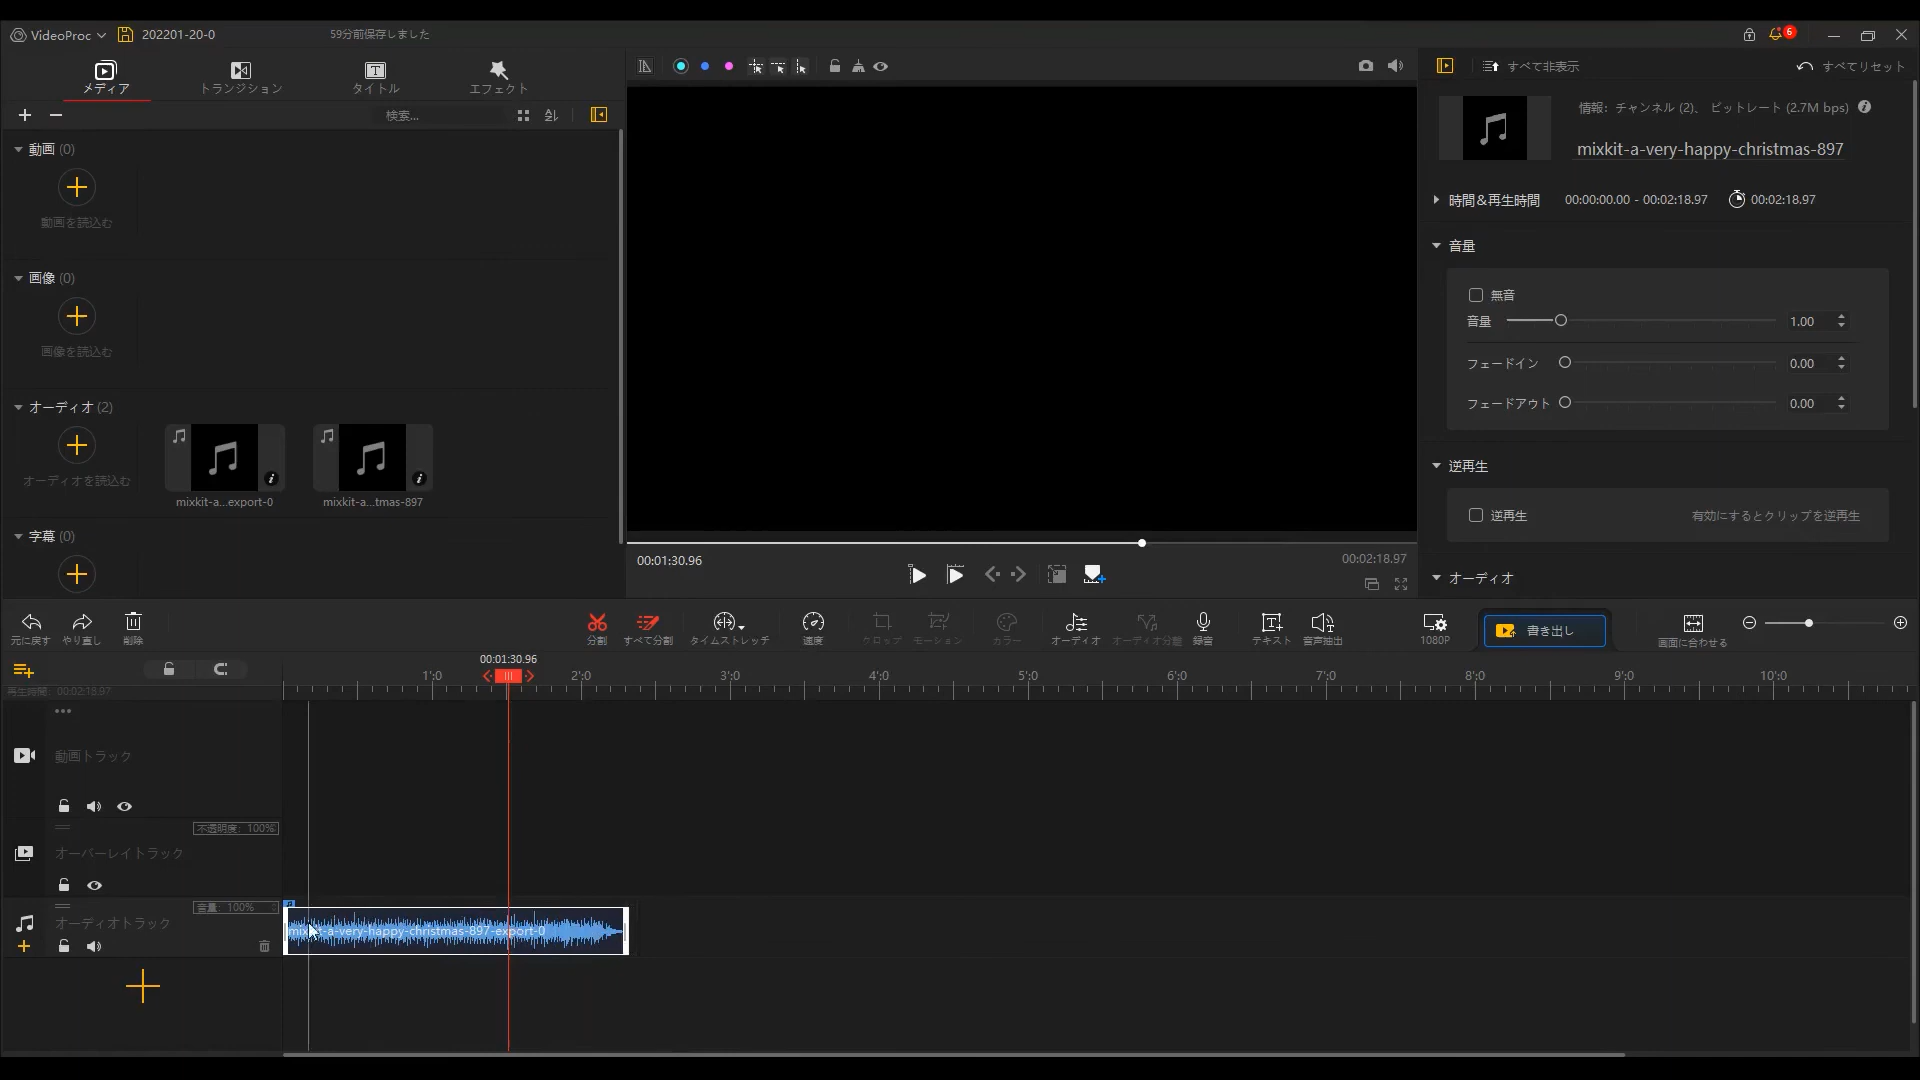 VideoProc
202201-20-0
59分前保存しました
6
メディア
トランジション
タイトル
エフェクト
すべて非表示
すべてリセット
検索...
情報: チャンネル (2)、 ビットレート (2.7M bps)
mixkit-a-very-happy-christmas-897
動画 (0)
動画を読込む
時間&再生時間
00:00:00.00 - 00:02:18.97
00:02:18.97
音量
画像 (0)
画像を読込む
無音
音量
1.00
フェードイン
0.00
フェードアウト
0.00
オーディオ (2)
オーディオを読込む
mixkit-a...export-0
mixkit-a...tmas-897
逆再生
逆再生
有効にするとクリップを逆再生
字幕 (0)
00:01:30.96
00:02:18.97
オーディオ
元に戻す
やり直し
削除
分割
すべて分割
タイムストレッチ
速度
クロップ
モーション
カラー
オーディオ
オーディオ分離
録音
テキスト
音声抽出
1080P
書き出し
画面に合わせる
00:01:30.96
1'0
2'0
3'0
4'0
5'0
6'0
7'0
8'0
9'0
10'0
再生時間: 00:02:18.97
動画トラック
不透明度: 100%
オーバーレイトラック
音量: 100%
オーディオトラック
mixkit-a-very-happy-christmas-897-export-0